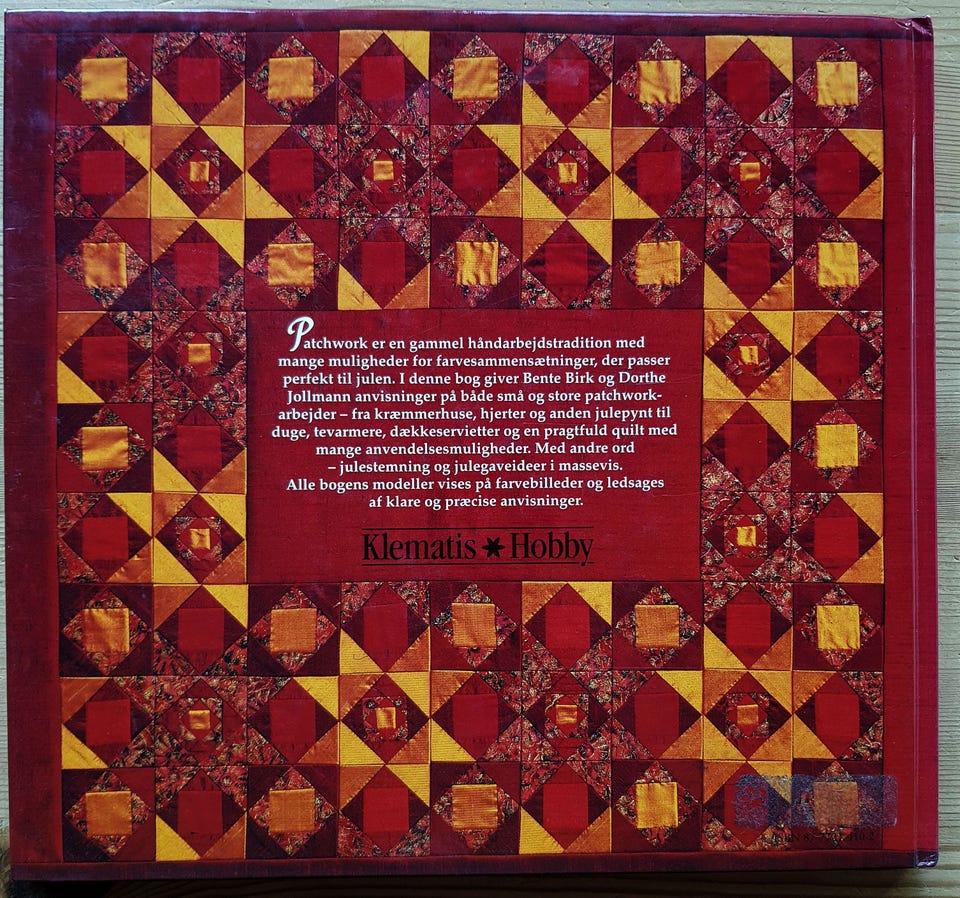 Patchwork er en gammel håndarbejdstradition med
mange muligheder for farvesammensætninger, der passer
perfekt til julen. I denne bog giver Bente Birk og Dorthe
Jollmann anvisninger på både små og store patchwork-
arbejder – fra kræmmerhuse, hjerter og anden julepynt til
duge, tevarmere, dækkeservietter og en pragtfuld quilt med
mange anvendelsesmuligheder. Med andre ord
– julestemning og julegaveideer i massevis.
Alle bogens modeller vises på farvebilleder og ledsages
af klare og præcise anvisninger.
Klematis * Hobby